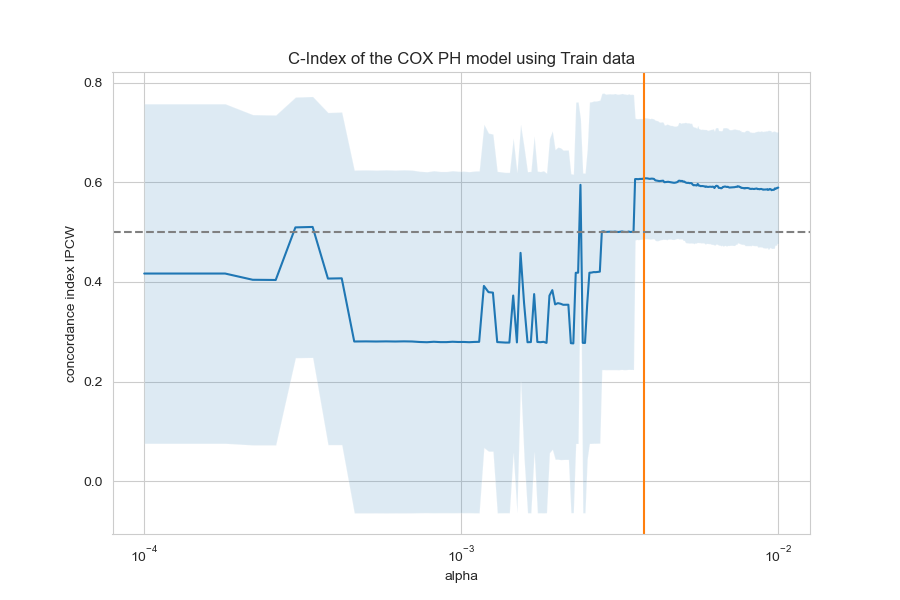 C-Index of the COX PH model using Train data
concordance index IPCW
0.8
0.6
0.4
0.2
0.0
10⁻⁴
10⁻³
10⁻²
alpha